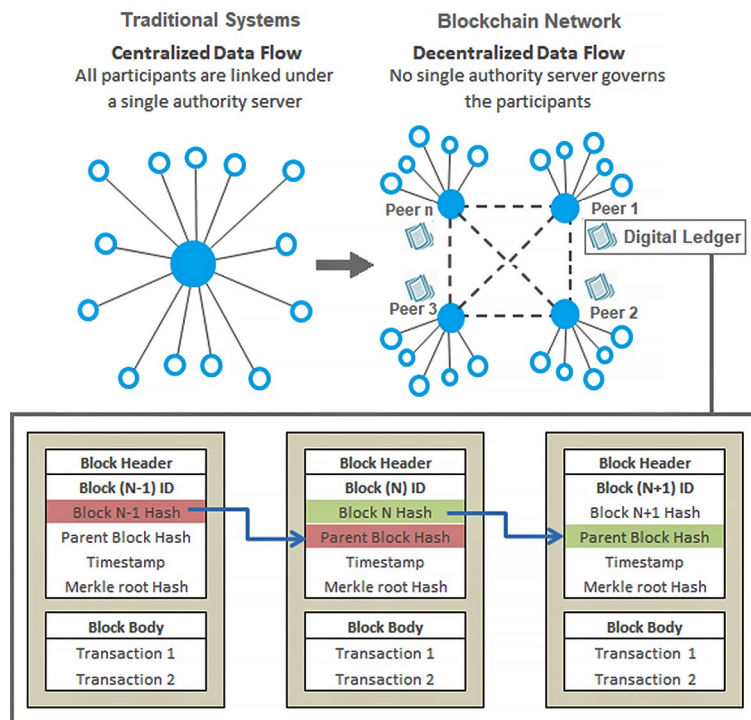 Traditional Systems
Centralized Data Flow
All participants are linked under
a single authority server
Blockchain Network
Decentralized Data Flow
No single authority server governs
the participants
Peer n
Peer 1
Digital Ledger
Peer 3
Peer 2
Block Header
Block (N-1) ID
Block N-1 Hash
Parent Block Hash
Timestamp
Merkle root Hash
Block Body
Transaction 1
Transaction 2
Block Header
Block (N) ID
Block N Hash
Parent Block Hash
Timestamp
Merkle root Hash
Block Body
Transaction 1
Transaction 2
Block Header
Block (N+1) ID
Block N+1 Hash
Parent Block Hash
Timestamp
Merkle root Hash
Block Body
Transaction 1
Transaction 2